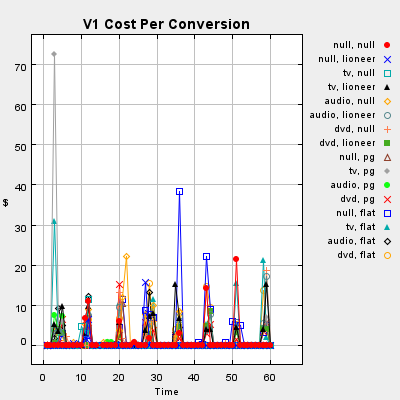 V1 Cost Per Conversion
70
60
50
40
30
20
10
0
$
0
10
20
30
40
50
60
Time
null, null
null, lioneer
tv, null
tv, lioneer
audio, null
audio, lioneer
dvd, null
dvd, lioneer
null, pg
tv, pg
audio, pg
dvd, pg
null, flat
tv, flat
audio, flat
dvd, flat